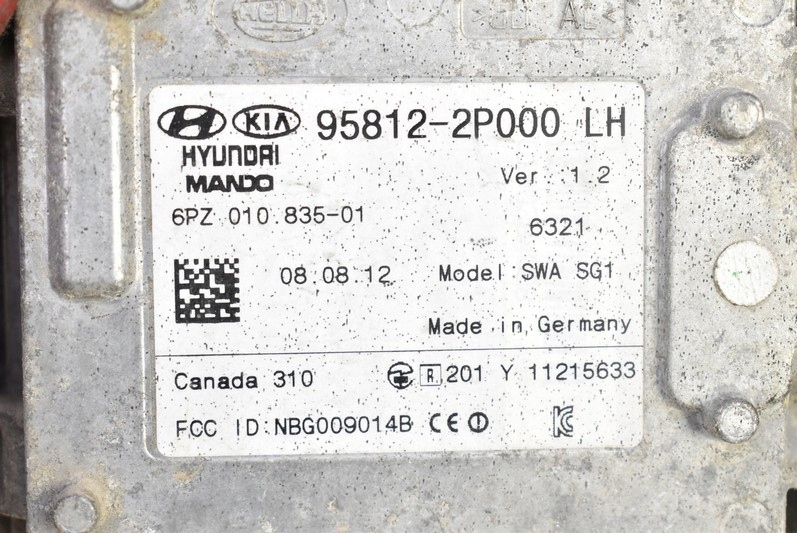 HELLA
KIA 95812-2P000 LH
HYUNDAI
MANDO
Ver. :1.2
6PZ 010.835-01
6321
08.08.12 Model:SWA SG1
Made in Germany
Canada 310 R 201 Y 11215633
FCC ID:NBG009014B CE